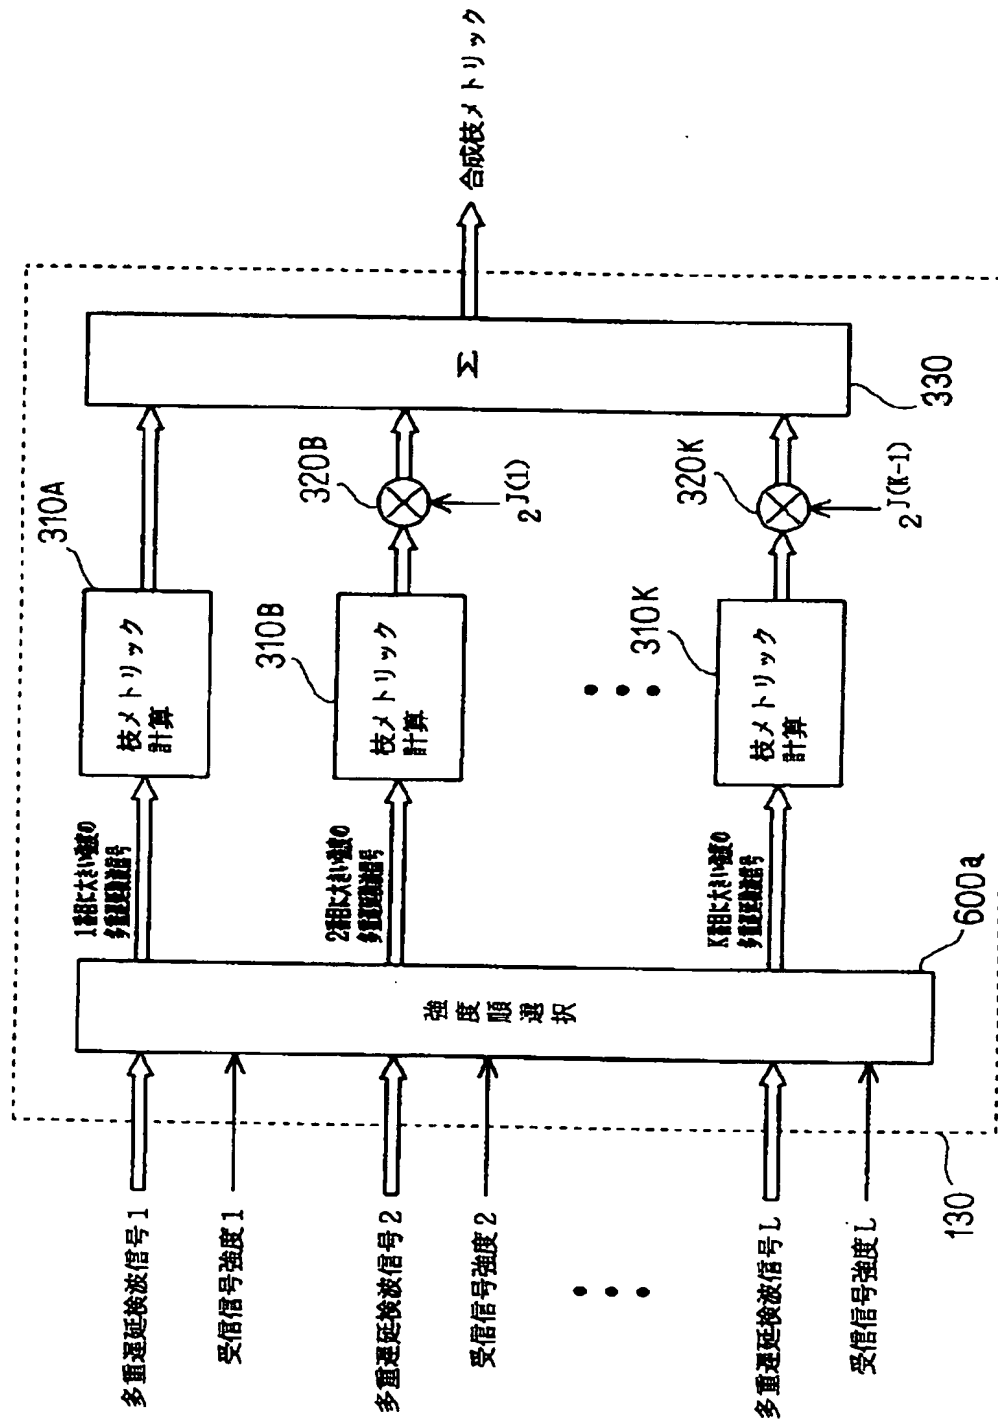 多重遅延検波信号1
受信信号強度1
多重遅延検波信号2
受信信号強度2
多重遅延検波信号L
受信信号強度L
130
強度順選択
600a
1番目に大きい強度の
多重遅延検波信号
2番目に大きい強度の
多重遅延検波信号
K番目に大きい強度の
多重遅延検波信号
枝メトリック
計算
310A
枝メトリック
計算
310B
枝メトリック
計算
310K
320B
2^J(1)
320K
2^J(K-1)
Σ
330
合成枝メトリック